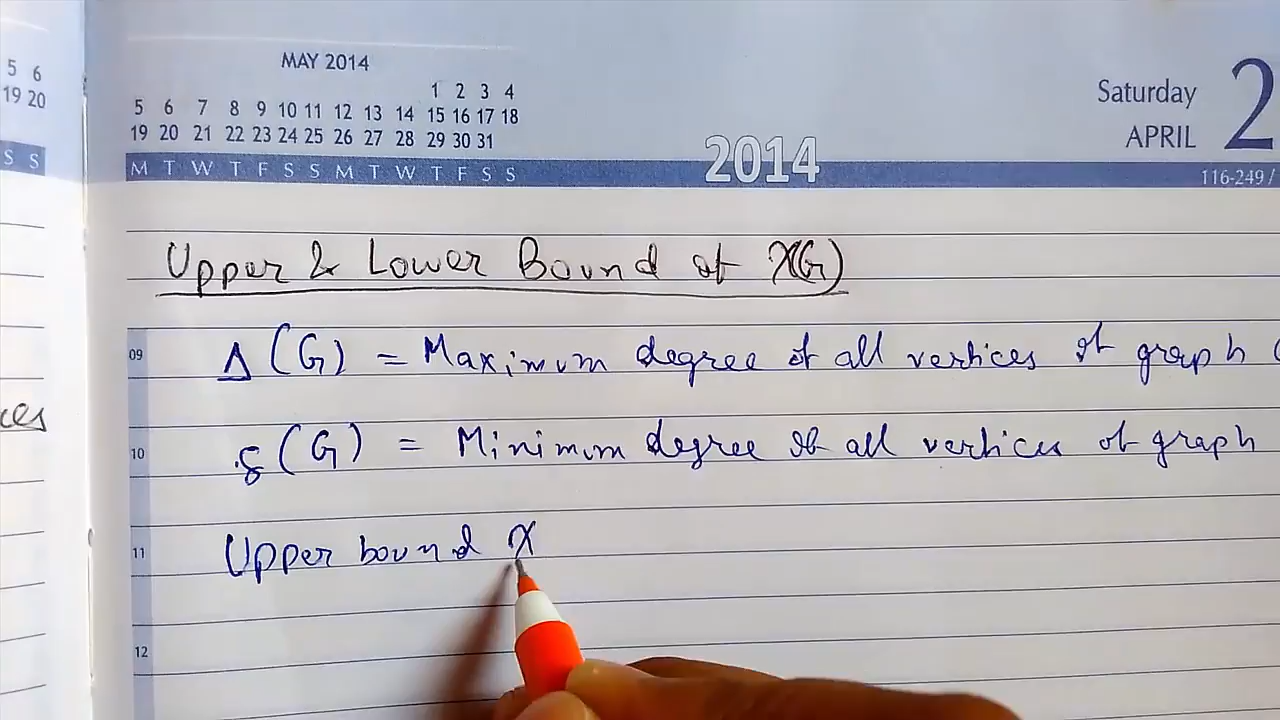 5 6
19 20
S S
ces
MAY 2014
1 2 3 4
5 6 7 8 9 10 11 12 13 14 15 16 17 18
19 20 21 22 23 24 25 26 27 28 29 30 31
M T W T F S S M T W T F S S
2014
Saturday
APRIL
2
116-249/
Upper & Lower Bound of χ(G)
09
Δ(G) = Maximum degree of all vertices of graph
10
δ(G) = Minimum degree of all vertices of graph
11
Upper bound χ
12